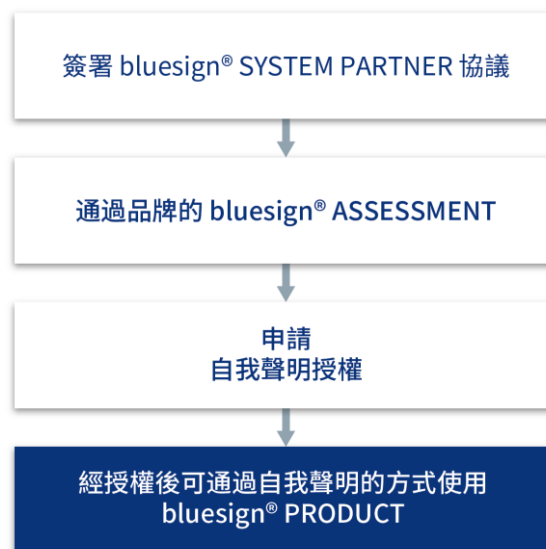 簽署 bluesign® SYSTEM PARTNER 協議
通過品牌的 bluesign® ASSESSMENT
申請
自我聲明授權
經授權後可通過自我聲明的方式使用
bluesign® PRODUCT